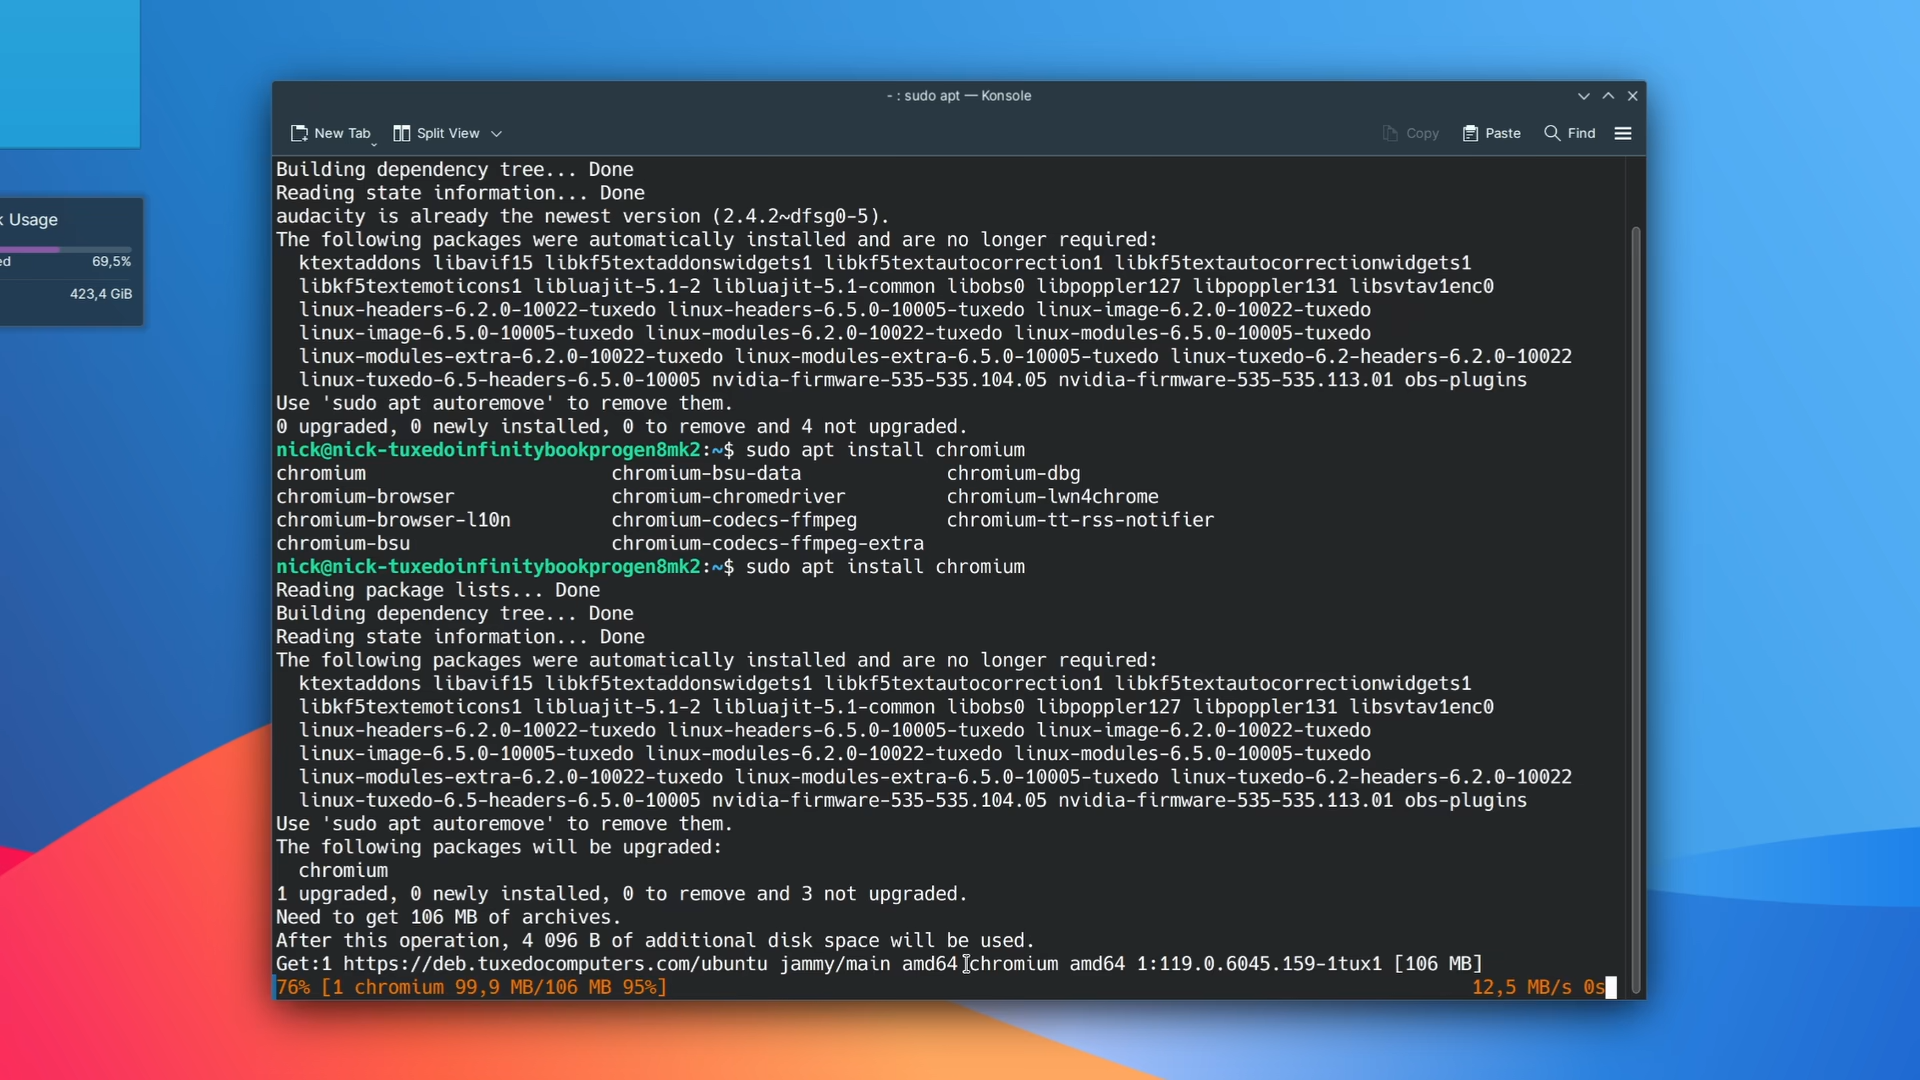 - : sudo apt — Konsole
New Tab
Split View
Copy
Paste
Find
k Usage
ed 69,5%
423,4 GiB
Building dependency tree... Done
Reading state information... Done
audacity is already the newest version (2.4.2~dfsg0-5).
The following packages were automatically installed and are no longer required:
ktextaddons libavif15 libkf5textaddonswidgets1 libkf5textautocorrection1 libkf5textautocorrectionwidgets1
libkf5textemoticons1 libluajit-5.1-2 libluajit-5.1-common libobs0 libpoppler127 libpoppler131 libsvtav1enc0
linux-headers-6.2.0-10022-tuxedo linux-headers-6.5.0-10005-tuxedo linux-image-6.2.0-10022-tuxedo
linux-image-6.5.0-10005-tuxedo linux-modules-6.2.0-10022-tuxedo linux-modules-6.5.0-10005-tuxedo
linux-modules-extra-6.2.0-10022-tuxedo linux-modules-extra-6.5.0-10005-tuxedo linux-tuxedo-6.2-headers-6.2.0-10022
linux-tuxedo-6.5-headers-6.5.0-10005 nvidia-firmware-535-535.104.05 nvidia-firmware-535-535.113.01 obs-plugins
Use 'sudo apt autoremove' to remove them.
0 upgraded, 0 newly installed, 0 to remove and 4 not upgraded.
nick@nick-tuxedoinfinitybookprogen8mk2:~$ sudo apt install chromium
chromium chromium-bsu-data chromium-dbg
chromium-browser chromium-chromedriver chromium-lwn4chrome
chromium-browser-l10n chromium-codecs-ffmpeg chromium-tt-rss-notifier
chromium-bsu chromium-codecs-ffmpeg-extra
nick@nick-tuxedoinfinitybookprogen8mk2:~$ sudo apt install chromium
Reading package lists... Done
Building dependency tree... Done
Reading state information... Done
The following packages were automatically installed and are no longer required:
ktextaddons libavif15 libkf5textaddonswidgets1 libkf5textautocorrection1 libkf5textautocorrectionwidgets1
libkf5textemoticons1 libluajit-5.1-2 libluajit-5.1-common libobs0 libpoppler127 libpoppler131 libsvtav1enc0
linux-headers-6.2.0-10022-tuxedo linux-headers-6.5.0-10005-tuxedo linux-image-6.2.0-10022-tuxedo
linux-image-6.5.0-10005-tuxedo linux-modules-6.2.0-10022-tuxedo linux-modules-6.5.0-10005-tuxedo
linux-modules-extra-6.2.0-10022-tuxedo linux-modules-extra-6.5.0-10005-tuxedo linux-tuxedo-6.2-headers-6.2.0-10022
linux-tuxedo-6.5-headers-6.5.0-10005 nvidia-firmware-535-535.104.05 nvidia-firmware-535-535.113.01 obs-plugins
Use 'sudo apt autoremove' to remove them.
The following packages will be upgraded:
chromium
1 upgraded, 0 newly installed, 0 to remove and 3 not upgraded.
Need to get 106 MB of archives.
After this operation, 4 096 B of additional disk space will be used.
Get:1 https://deb.tuxedocomputers.com/ubuntu jammy/main amd64 chromium amd64 1:119.0.6045.159-1tux1 [106 MB]
76% [1 chromium 99,9 MB/106 MB 95%] 12,5 MB/s 0s